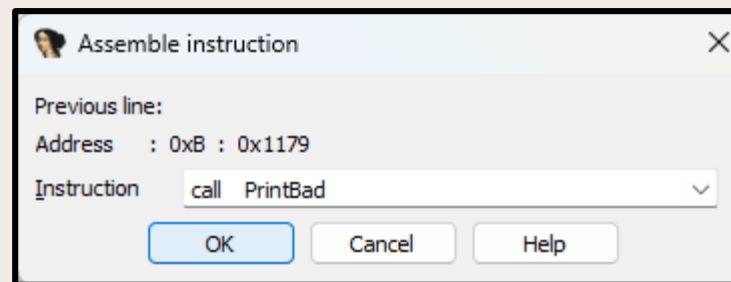 Assemble instruction
Previous line:
Address : 0xB : 0x1179
Instruction call PrintBad
OK Cancel Help